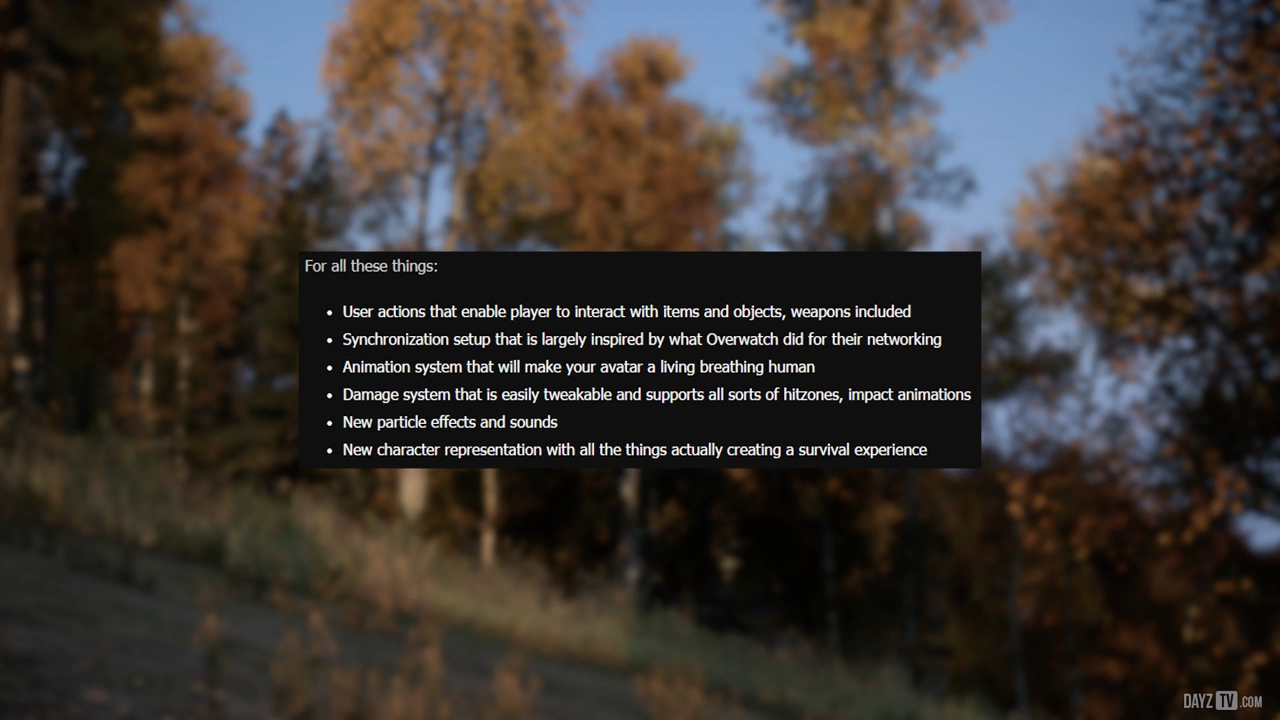 For all these things:
• User actions that enable player to interact with items and objects, weapons included
• Synchronization setup that is largely inspired by what Overwatch did for their networking
• Animation system that will make your avatar a living breathing human
• Damage system that is easily tweakable and supports all sorts of hitzones, impact animations
• New particle effects and sounds
• New character representation with all the things actually creating a survival experience
DAYZ TV .COM